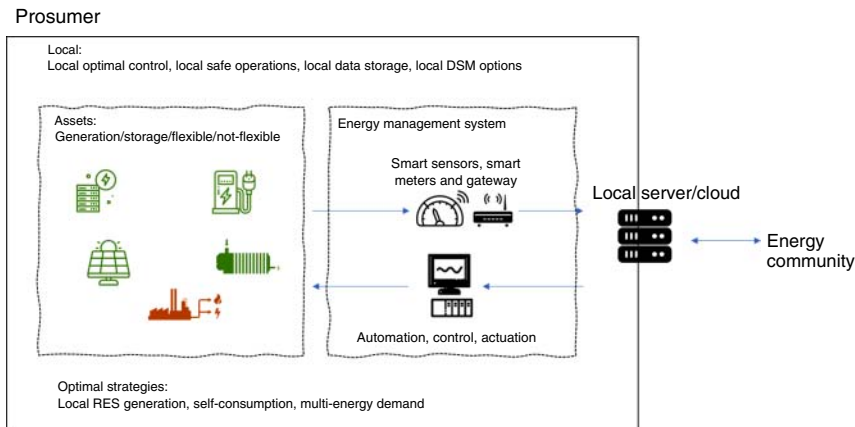 Prosumer
Local:
Local optimal control, local safe operations, local data storage, local DSM options
Assets:
Generation/storage/flexible/not-flexible
Energy management system
Smart sensors, smart
meters and gateway
Local server/cloud
Energy
community
Automation, control, actuation
Optimal strategies:
Local RES generation, self-consumption, multi-energy demand